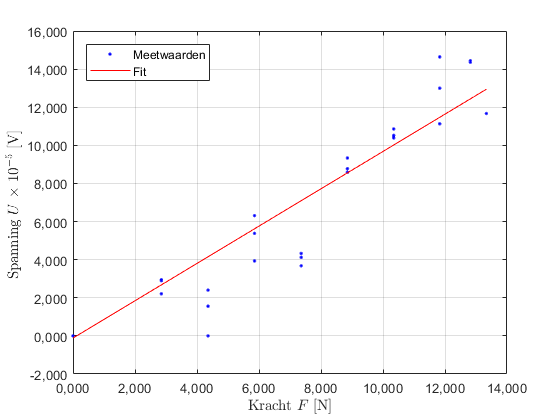 16,000
14,000
12,000
10,000
8,000
6,000
4,000
2,000
0,000
-2,000
Spanning U × 10⁻⁵ [V]
Meetwaarden
Fit
0,000 2,000 4,000 6,000 8,000 10,000 12,000 14,000
Kracht F [N]